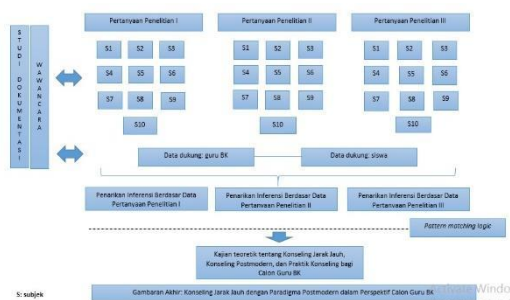 STUDI DOKUMENTASI
WAWANCARA
Pertanyaan Penelitian I
Pertanyaan Penelitian II
Pertanyaan Penelitian III
S1 S2 S3
S4 S5 S6
S7 S8 S9
S10
S1 S2 S3
S4 S5 S6
S7 S8 S9
S10
S1 S2 S3
S4 S5 S6
S7 S8 S9
S10
Data dukung: guru BK
Data dukung: siswa
Penarikan Inferensi Berdasar Data
Pertanyaan Penelitian I
Penarikan Inferensi Berdasar Data
Pertanyaan Penelitian II
Penarikan Inferensi Berdasar Data
Pertanyaan Penelitian III
Pattern matching logic
Kajian teoretik tentang Konseling Jarak Jauh,
Konseling Postmodern, dan Praktik Konseling bagi
Calon Guru BK
S: subjek
Gambaran Akhir: Konseling Jarak Jauh dengan Paradigma Postmodern dalam Perspektif Calon Guru BK